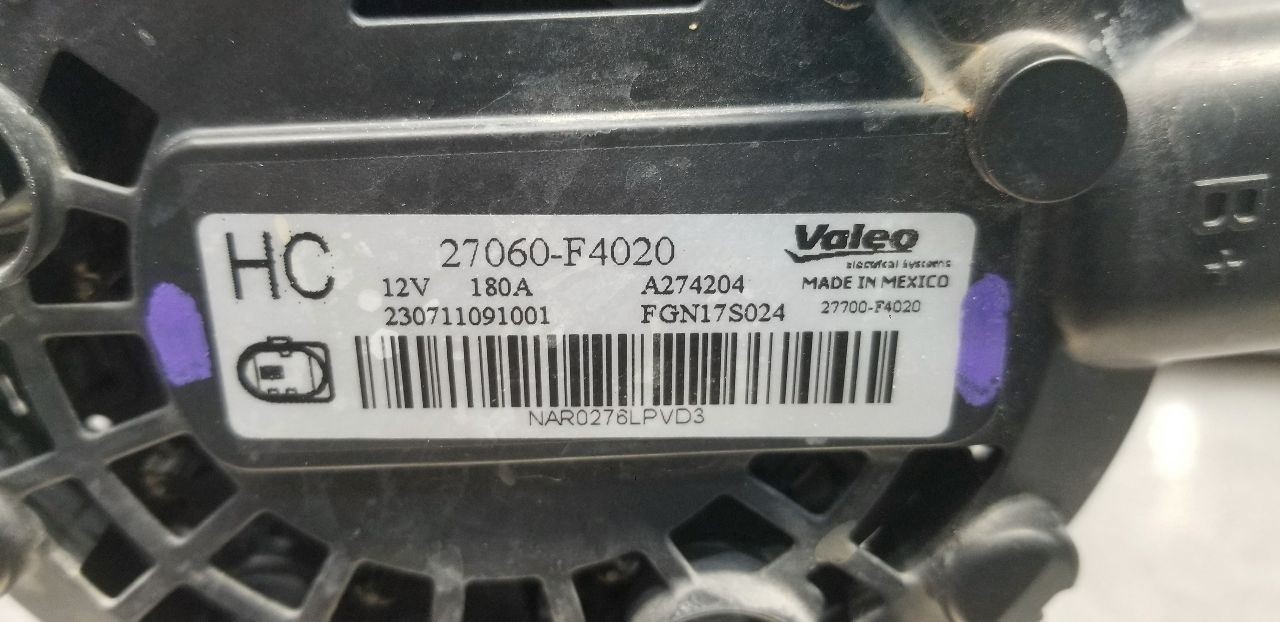 HC
27060-F4020
Valeo
electrical systems
12V 180A A274204 MADE IN MEXICO
230711091001 FGN17S024 27700-F4020
NAR0276LPVD3
B
+